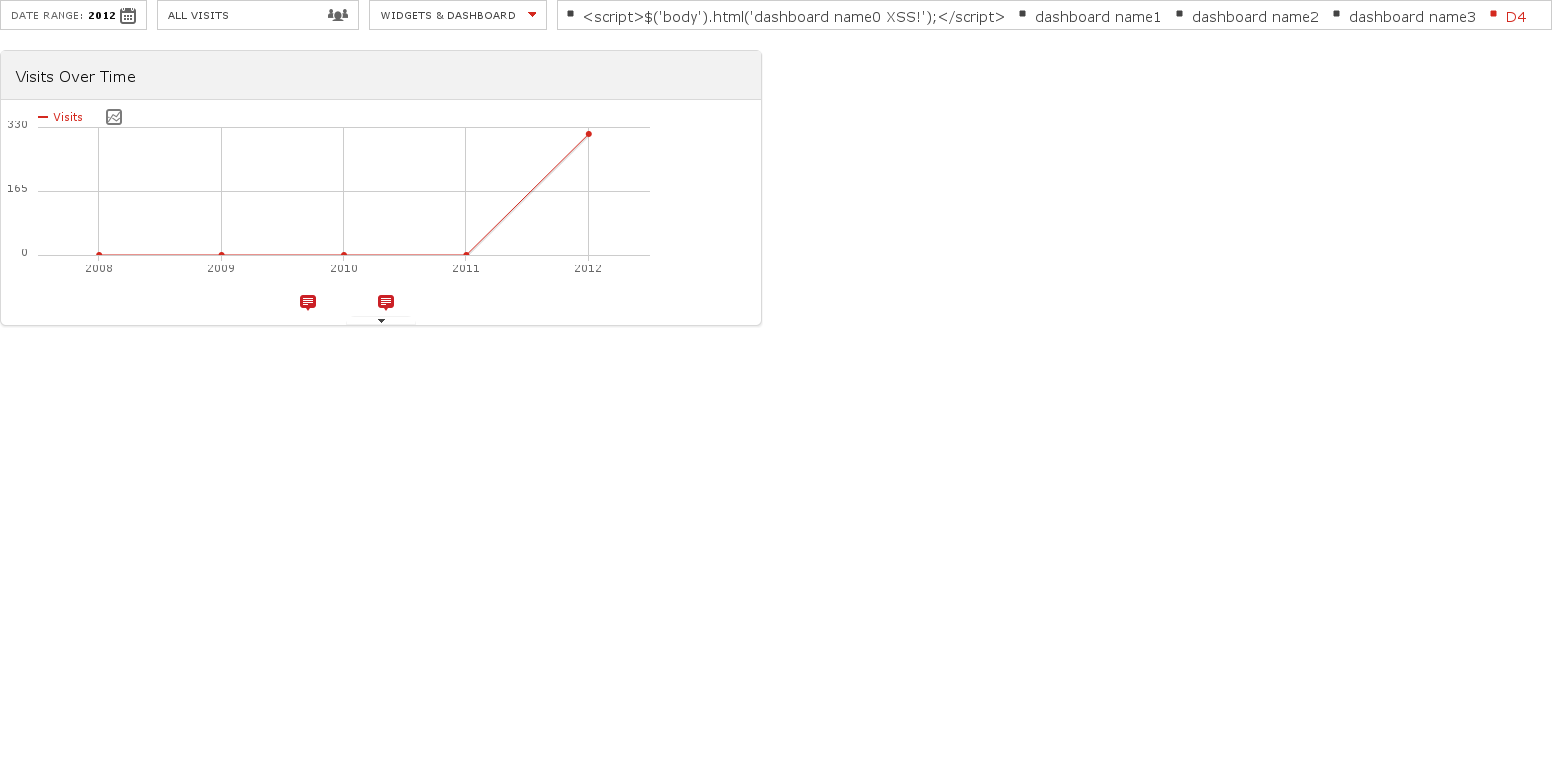 DATE RANGE: 2012 ALL VISITS WIDGETS & DASHBOARD <script>$('body').html('dashboard name0 XSS!');</script> dashboard name1 dashboard name2 dashboard name3 D4
Visits Over Time
Visits
330
165
0
2008 2009 2010 2011 2012